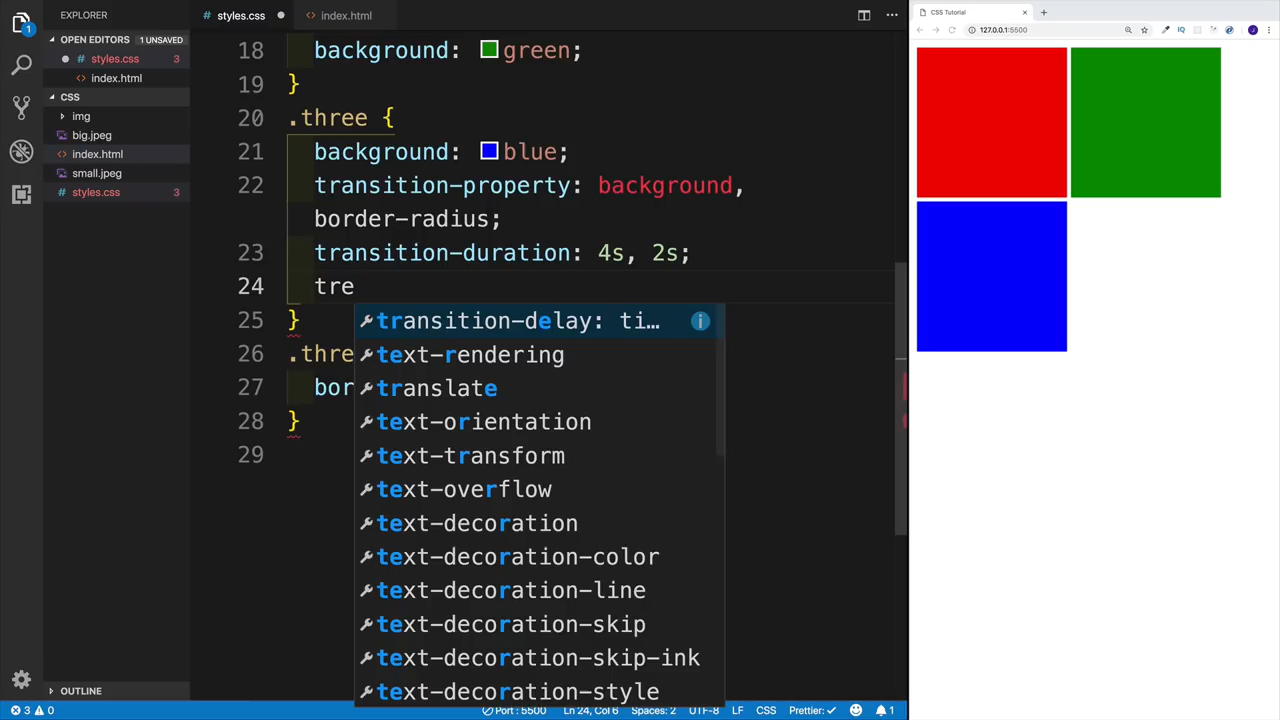 EXPLORER
OPEN EDITORS 1 UNSAVED
styles.css 3
index.html
CSS
img
big.jpeg
index.html
small.jpeg
styles.css 3
OUTLINE
1
styles.css
index.html
18 background: green;
19 }
20 .three {
21 background: blue;
22 transition-property: background,
border-radius;
23 transition-duration: 4s, 2s;
24 tre
25 }
26 .thre
27 bor
28 }
29
transition-delay: ti…
text-rendering
translate
text-orientation
text-transform
text-overflow
text-decoration
text-decoration-color
text-decoration-line
text-decoration-skip
text-decoration-skip-ink
text-decoration-style
3 0
Port : 5500 Ln 24, Col 6 Spaces: 2 UTF-8 LF CSS Prettier: ✓ 1
CSS Tutorial
127.0.0.1:5500
IQ
J